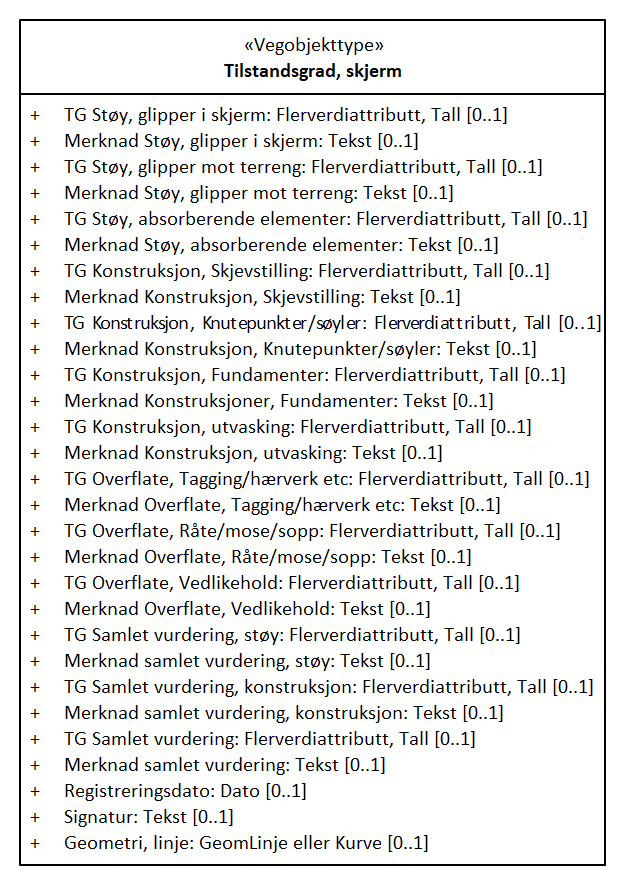 «Vegobjekttype»
Tilstandsgrad, skjerm
+ TG Støy, glipper i skjerm: Flerverdiattributt, Tall [0..1]
+ Merknad Støy, glipper i skjerm: Tekst [0..1]
+ TG Støy, glipper mot terreng: Flerverdiattributt, Tall [0..1]
+ Merknad Støy, glipper mot terreng: Tekst [0..1]
+ TG Støy, absorberende elementer: Flerverdiattributt, Tall [0..1]
+ Merknad Støy, absorberende elementer: Tekst [0..1]
+ TG Konstruksjon, Skjevstilling: Flerverdiattributt, Tall [0..1]
+ Merknad Konstruksjon, Skjevstilling: Tekst [0..1]
+ TG Konstruksjon, Knutepunkter/søyler: Flerverdiattributt, Tall [0..1]
+ Merknad Konstruksjon, Knutepunkter/søyler: Tekst [0..1]
+ TG Konstruksjon, Fundamenter: Flerverdiattributt, Tall [0..1]
+ Merknad Konstruksjoner, Fundamenter: Tekst [0..1]
+ TG Konstruksjon, utvasking: Flerverdiattributt, Tall [0..1]
+ Merknad Konstruksjon, utvasking: Tekst [0..1]
+ TG Overflate, Tagging/hærverk etc: Flerverdiattributt, Tall [0..1]
+ Merknad Overflate, Tagging/hærverk etc: Tekst [0..1]
+ TG Overflate, Råte/mose/sopp: Flerverdiattributt, Tall [0..1]
+ Merknad Overflate, Råte/mose/sopp: Tekst [0..1]
+ TG Overflate, Vedlikehold: Flerverdiattributt, Tall [0..1]
+ Merknad Overflate, Vedlikehold: Tekst [0..1]
+ TG Samlet vurdering, støy: Flerverdiattributt, Tall [0..1]
+ Merknad samlet vurdering, støy: Tekst [0..1]
+ TG Samlet vurdering, konstruksjon: Flerverdiattributt, Tall [0..1]
+ Merknad samlet vurdering, konstruksjon: Tekst [0..1]
+ TG Samlet vurdering: Flerverdiattributt, Tall [0..1]
+ Merknad samlet vurdering: Tekst [0..1]
+ Registreringsdato: Dato [0..1]
+ Signatur: Tekst [0..1]
+ Geometri, linje: GeomLinje eller Kurve [0..1]